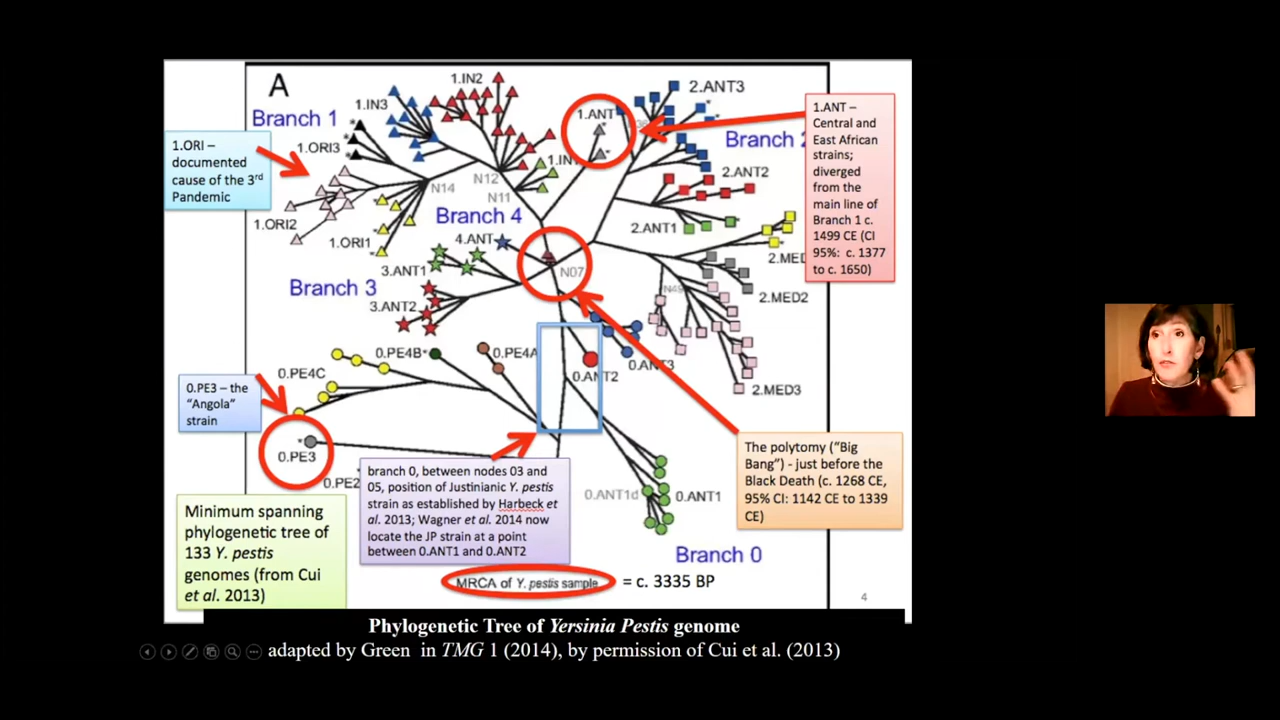 A
Branch 1
1.IN3
1.IN2
1.ORI3
1.ORI2
1.ORI1
N14
N12
N11
1.ANT
2.ANT3
Branch 2
2.ANT2
2.ANT1
2.MED2
2.MED3
Branch 4
4.ANT
3.ANT1
Branch 3
3.ANT2
N07
0.PE4B
0.PE4A
0.PE4C
0.ANT2
0.ANT3
0.PE3
0.PE2
0.ANT1d
0.ANT1
Branch 0
1.ORI –
documented
cause of the 3rd
Pandemic
1.ANT –
Central and
East African
strains;
diverged
from the
main line of
Branch 1 c.
1499 CE (CI
95%: c. 1377
to c. 1650)
0.PE3 – the
“Angola”
strain
The polytomy (“Big
Bang”) - just before the
Black Death (c. 1268 CE,
95% CI: 1142 CE to 1339
CE)
branch 0, between nodes 03 and
05, position of Justinianic Y. pestis
strain as established by Harbeck et
al. 2013; Wagner et al. 2014 now
locate the JP strain at a point
between 0.ANT1 and 0.ANT2
Minimum spanning
phylogenetic tree of
133 Y. pestis
genomes (from Cui
et al. 2013)
MRCA of Y. pestis sample = c. 3335 BP
4
Phylogenetic Tree of Yersinia Pestis genome
adapted by Green in TMG 1 (2014), by permission of Cui et al. (2013)